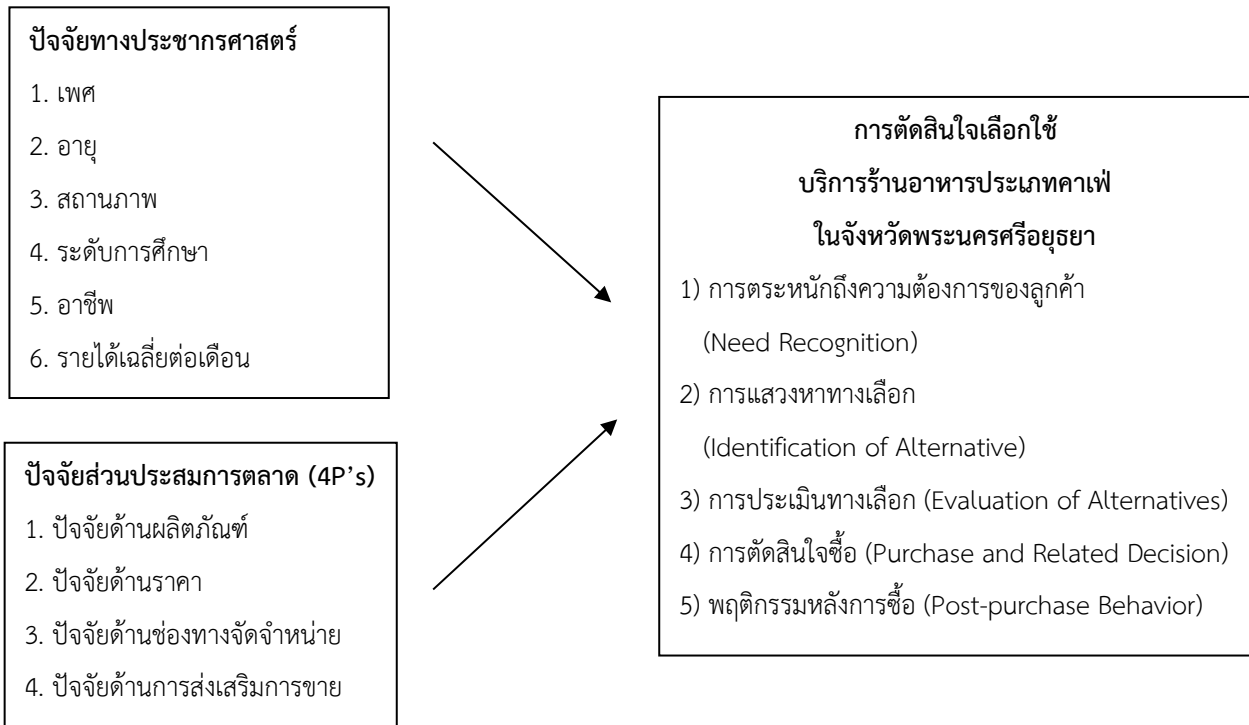 ปัจจัยทางประชากรศาสตร์
1. เพศ
2. อายุ
3. สถานภาพ
4. ระดับการศึกษา
5. อาชีพ
6. รายได้เฉลี่ยต่อเดือน
ปัจจัยส่วนประสมการตลาด (4P’s)
1. ปัจจัยด้านผลิตภัณฑ์
2. ปัจจัยด้านราคา
3. ปัจจัยด้านช่องทางจัดจำหน่าย
4. ปัจจัยด้านการส่งเสริมการขาย
การตัดสินใจเลือกใช้
บริการร้านอาหารประเภทคาเฟ่
ในจังหวัดพระนครศรีอยุธยา
1) การตระหนักถึงความต้องการของลูกค้า
(Need Recognition)
2) การแสวงหาทางเลือก
(Identification of Alternative)
3) การประเมินทางเลือก (Evaluation of Alternatives)
4) การตัดสินใจซื้อ (Purchase and Related Decision)
5) พฤติกรรมหลังการซื้อ (Post-purchase Behavior)